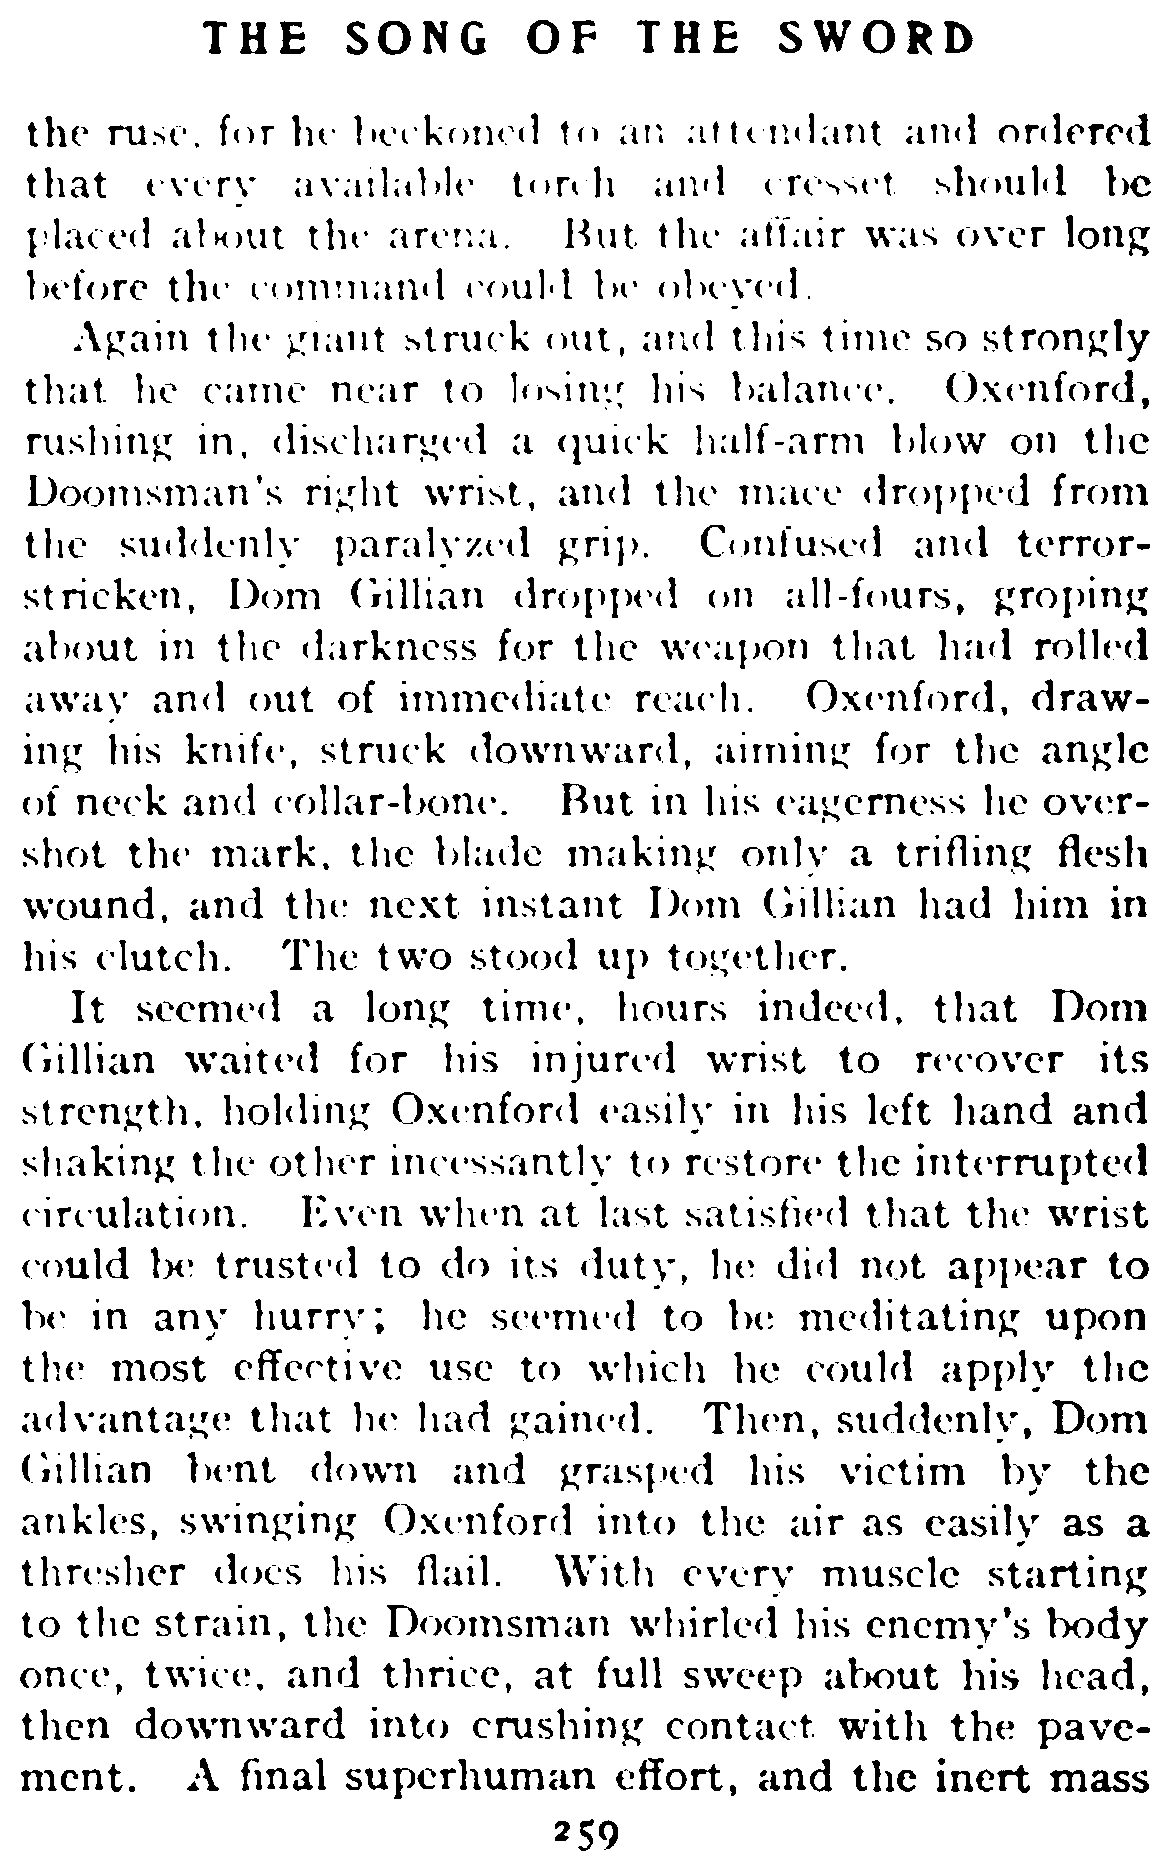 THE SONG OF THE SWORD
the ruse, for he beckoned to an attendant and ordered
that every available torch and cresset should be
placed about the arena. But the affair was over long
before the command could be obeyed.
Again the giant struck out, and this time so strongly
that he came near to losing his balance. Oxenford,
rushing in, discharged a quick half-arm blow on the
Doomsman's right wrist, and the mace dropped from
the suddenly paralyzed grip. Confused and terror-
stricken, Dom Gillian dropped on all-fours, groping
about in the darkness for the weapon that had rolled
away and out of immediate reach. Oxenford, draw-
ing his knife, struck downward, aiming for the angle
of neck and collar-bone. But in his eagerness he over-
shot the mark, the blade making only a trifling flesh
wound, and the next instant Dom Gillian had him in
his clutch. The two stood up together.
It seemed a long time, hours indeed, that Dom
Gillian waited for his injured wrist to recover its
strength, holding Oxenford easily in his left hand and
shaking the other incessantly to restore the interrupted
circulation. Even when at last satisfied that the wrist
could be trusted to do its duty, he did not appear to
be in any hurry; he seemed to be meditating upon
the most effective use to which he could apply the
advantage that he had gained. Then, suddenly, Dom
Gillian bent down and grasped his victim by the
ankles, swinging Oxenford into the air as easily as a
thresher does his flail. With every muscle starting
to the strain, the Doomsman whirled his enemy's body
once, twice, and thrice, at full sweep about his head,
then downward into crushing contact with the pave-
ment. A final superhuman effort, and the inert mass
259